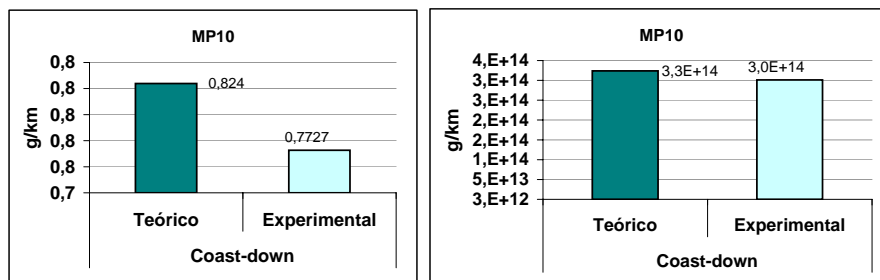 MP10
g/km
0,8
0,8
0,8
0,8
0,8
0,7
0,824
0,7727
Teórico
Experimental
Coast-down
MP10
g/km
4,E+14
3,E+14
3,E+14
2,E+14
2,E+14
1,E+14
5,E+13
3,E+12
3,3E+14
3,0E+14
Teórico
Experimental
Coast-down